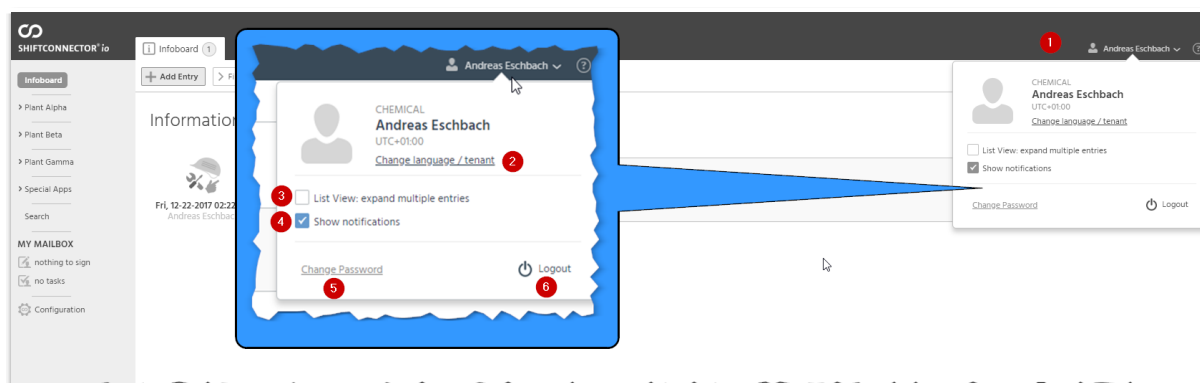 SHIFTCONNECTOR® io
Infoboard 1
1
Andreas Eschbach
?
Infoboard
Add Entry
> Plant Alpha
> Plant Beta
> Plant Gamma
> Special Apps
Search
MY MAILBOX
nothing to sign
no tasks
Configuration
Fri, 12-22-2017 02:22
Andreas Eschbac
Andreas Eschbach
?
CHEMICAL
Andreas Eschbach
UTC+01:00
Change language / tenant
2
3
List View: expand multiple entries
4
Show notifications
Change Password
Logout
5
6
CHEMICAL
Andreas Eschbach
UTC+01:00
Change language / tenant
List View: expand multiple entries
Show notifications
Change Password
Logout